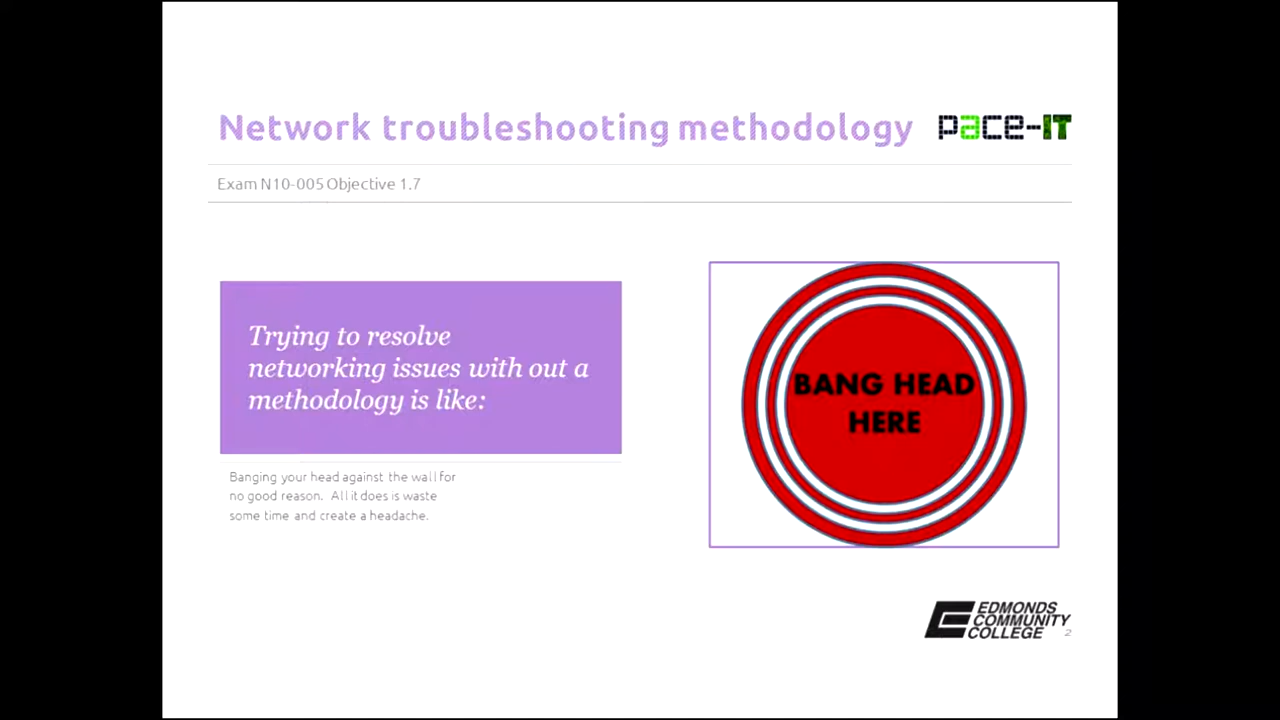 Network troubleshooting methodology
pace-IT
Exam N10-005 Objective 1.7
Trying to resolve
networking issues with out a
methodology is like:
Banging your head against the wall for
no good reason. All it does is waste
some time and create a headache.
BANG HEAD
HERE
EDMONDS
COMMUNITY
COLLEGE
2